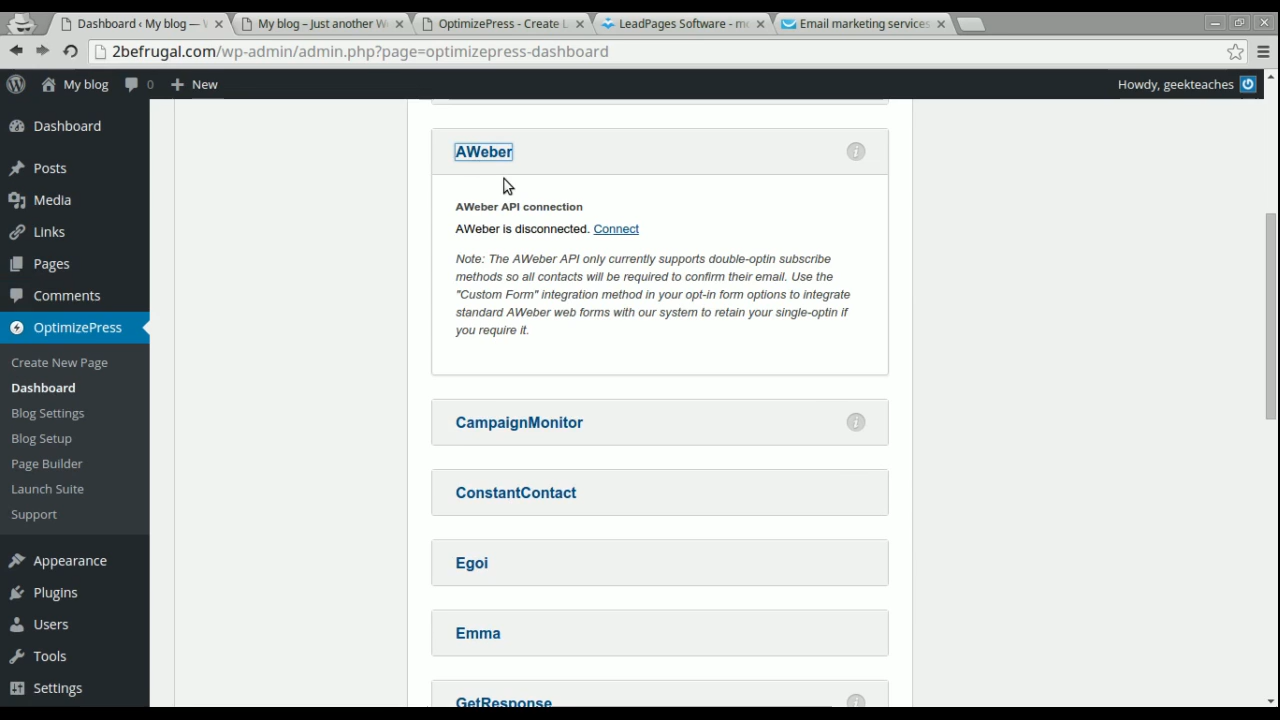 Dashboard ‹ My blog —
My blog – Just another W
OptimizePress - Create L
LeadPages Software - mo
Email marketing services
2befrugal.com/wp-admin/admin.php?page=optimizepress-dashboard
My blog
0
New
Howdy, geekteaches
Dashboard
Posts
Media
Links
Pages
Comments
OptimizePress
Create New Page
Dashboard
Blog Settings
Blog Setup
Page Builder
Launch Suite
Support
Appearance
Plugins
Users
Tools
Settings
AWeber
AWeber API connection
AWeber is disconnected. Connect
Note: The AWeber API only currently supports double-optin subscribe
methods so all contacts will be required to confirm their email. Use the
"Custom Form" integration method in your opt-in form options to integrate
standard AWeber web forms with our system to retain your single-optin if
you require it.
CampaignMonitor
ConstantContact
Egoi
Emma
GetResponse